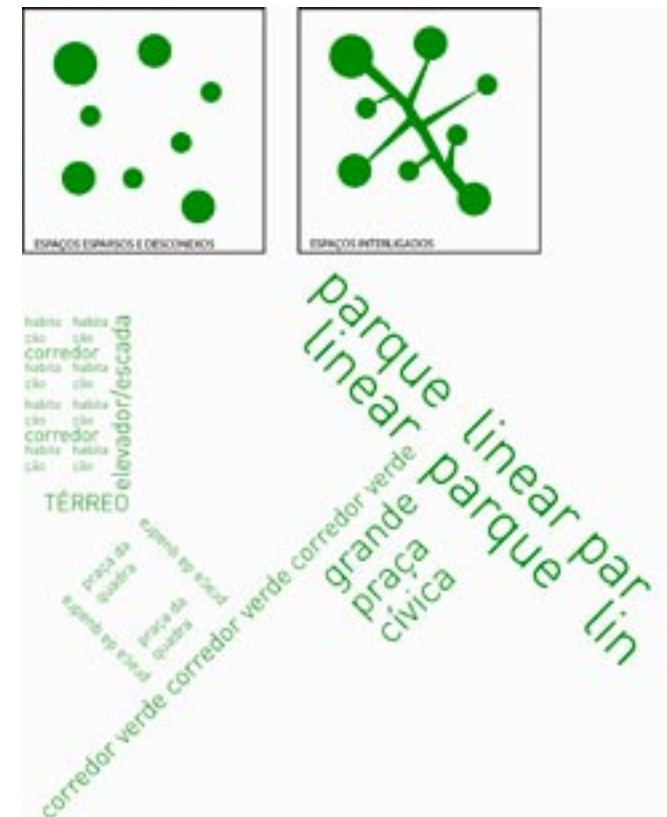 ESPAÇOS ESPARSOS E DESCONEXOS
ESPAÇOS INTERLIGADOS
habita habita
ção ção
corredor
habita habita
ção ção
habita habita
ção ção
corredor
habita habita
ção ção
elevador/escada
TÉRREO
praça da quadra
praça da
quadra
praça da
quadra
praça da quadra
corredor verde corredor verde corredor verde
grande
praça
cívica
parque linear par
linear parque lin